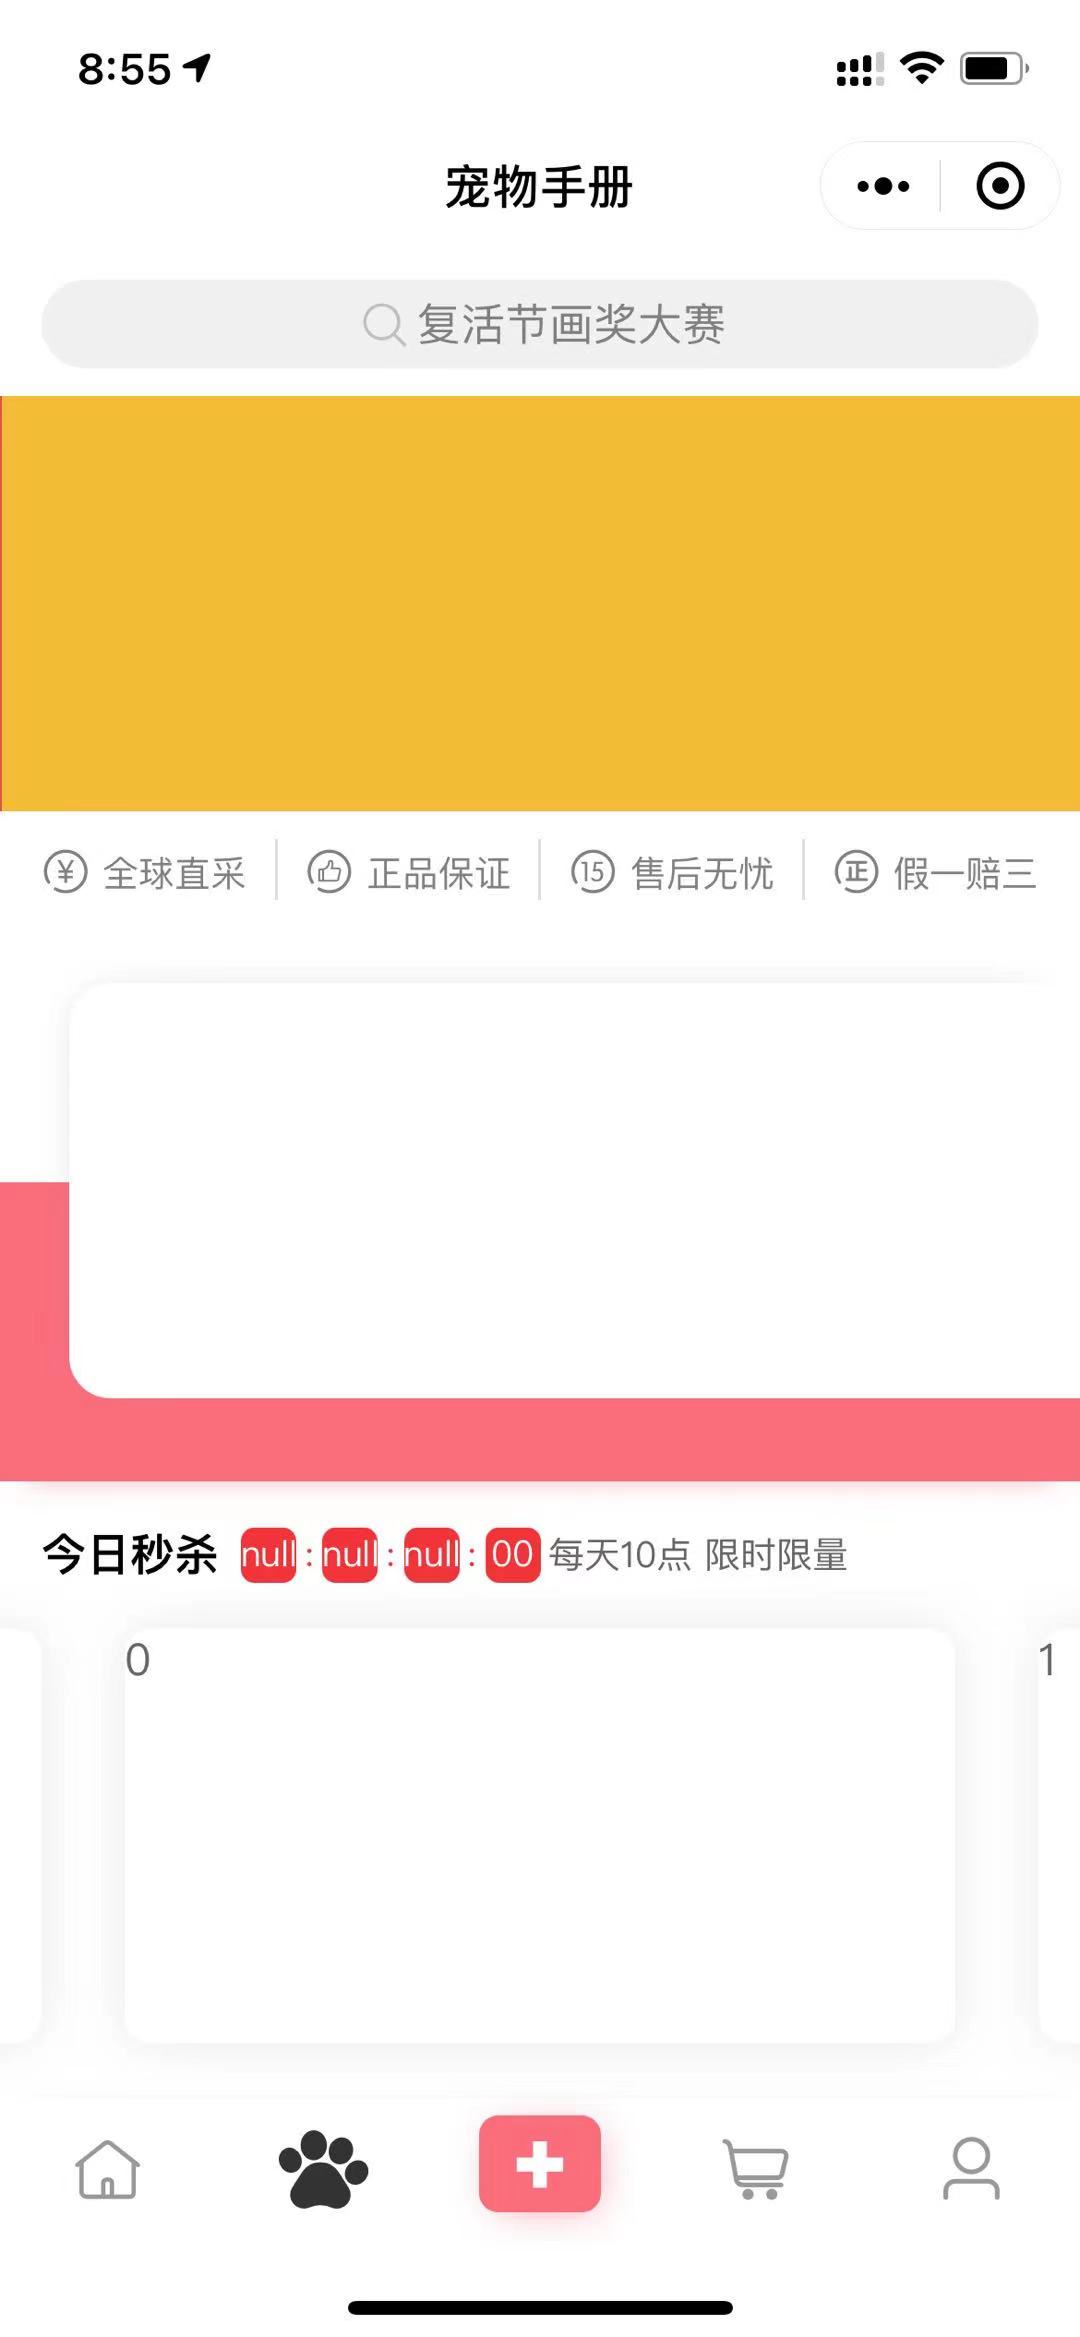 8:55
宠物手册
复活节画奖大赛
¥ 全球直采 正品保证 15 售后无忧 正 假一赔三
今日秒杀 null : null : null : 00 每天10点 限时限量
0 1